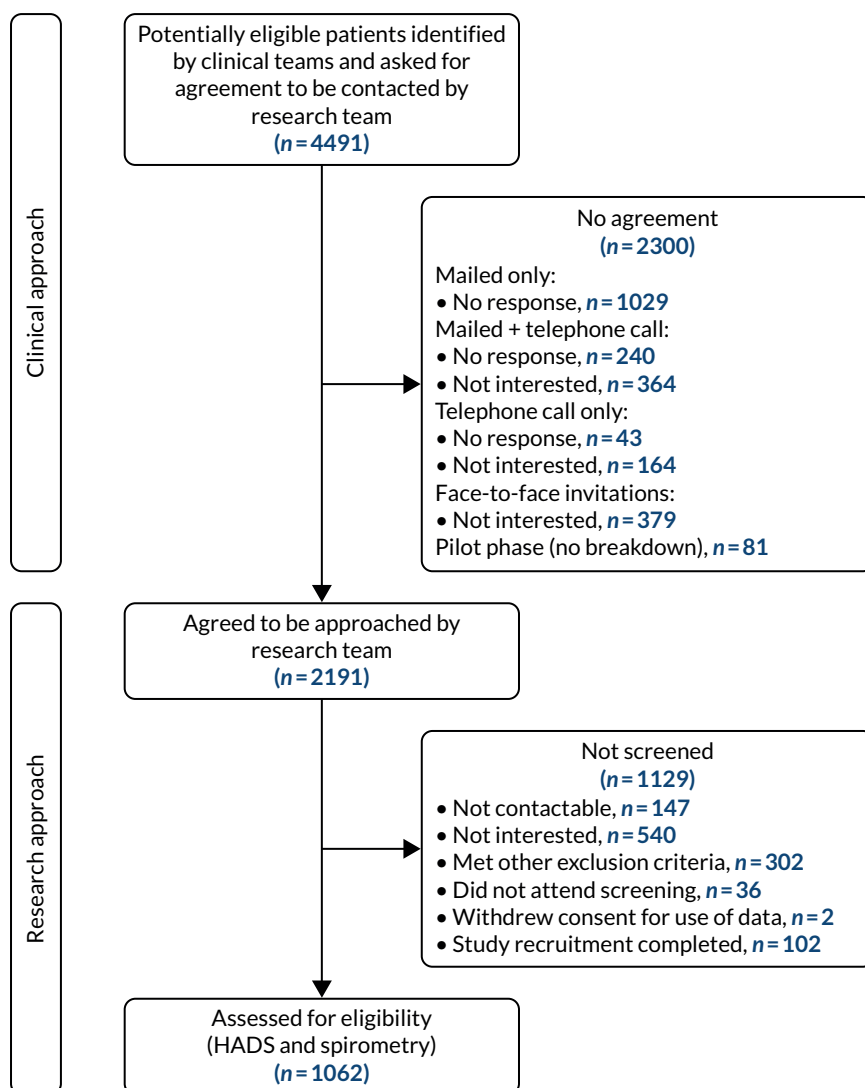 Clinical approach
Potentially eligible patients identified
by clinical teams and asked for
agreement to be contacted by
research team
(n = 4491)
No agreement
(n = 2300)
Mailed only:
• No response, n = 1029
Mailed + telephone call:
• No response, n = 240
• Not interested, n = 364
Telephone call only:
• No response, n = 43
• Not interested, n = 164
Face-to-face invitations:
• Not interested, n = 379
Pilot phase (no breakdown), n = 81
Research approach
Agreed to be approached by
research team
(n = 2191)
Not screened
(n = 1129)
• Not contactable, n = 147
• Not interested, n = 540
• Met other exclusion criteria, n = 302
• Did not attend screening, n = 36
• Withdrew consent for use of data, n = 2
• Study recruitment completed, n = 102
Assessed for eligibility
(HADS and spirometry)
(n = 1062)